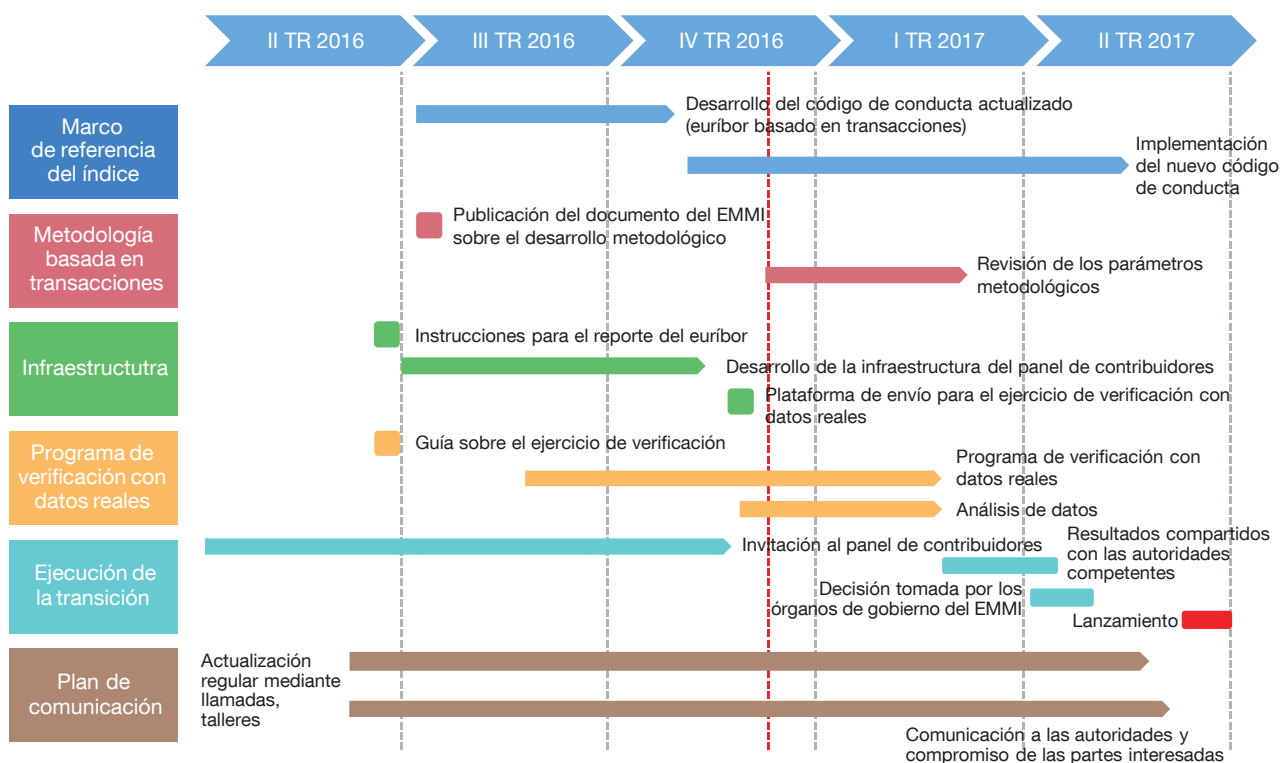 II TR 2016
III TR 2016
IV TR 2016
I TR 2017
II TR 2017
Marco
de referencia
del índice
Desarrollo del código de conducta actualizado
(euríbor basado en transacciones)
Implementación
del nuevo código
de conducta
Metodología
basada en
transacciones
Publicación del documento del EMMI
sobre el desarrollo metodológico
Revisión de los parámetros
metodológicos
Infraestructutra
Instrucciones para el reporte del euríbor
Desarrollo de la infraestructura del panel de contribuidores
Plataforma de envío para el ejercicio de verificación con
datos reales
Programa de
verificación con
datos reales
Guía sobre el ejercicio de verificación
Programa de verificación con
datos reales
Análisis de datos
Ejecución de
la transición
Invitación al panel de contribuidores
Resultados compartidos
con las autoridades
competentes
Decisión tomada por los
órganos de gobierno del EMMI
Lanzamiento
Plan de
comunicación
Actualización
regular mediante
llamadas,
talleres
Comunicación a las autoridades y
compromiso de las partes interesadas